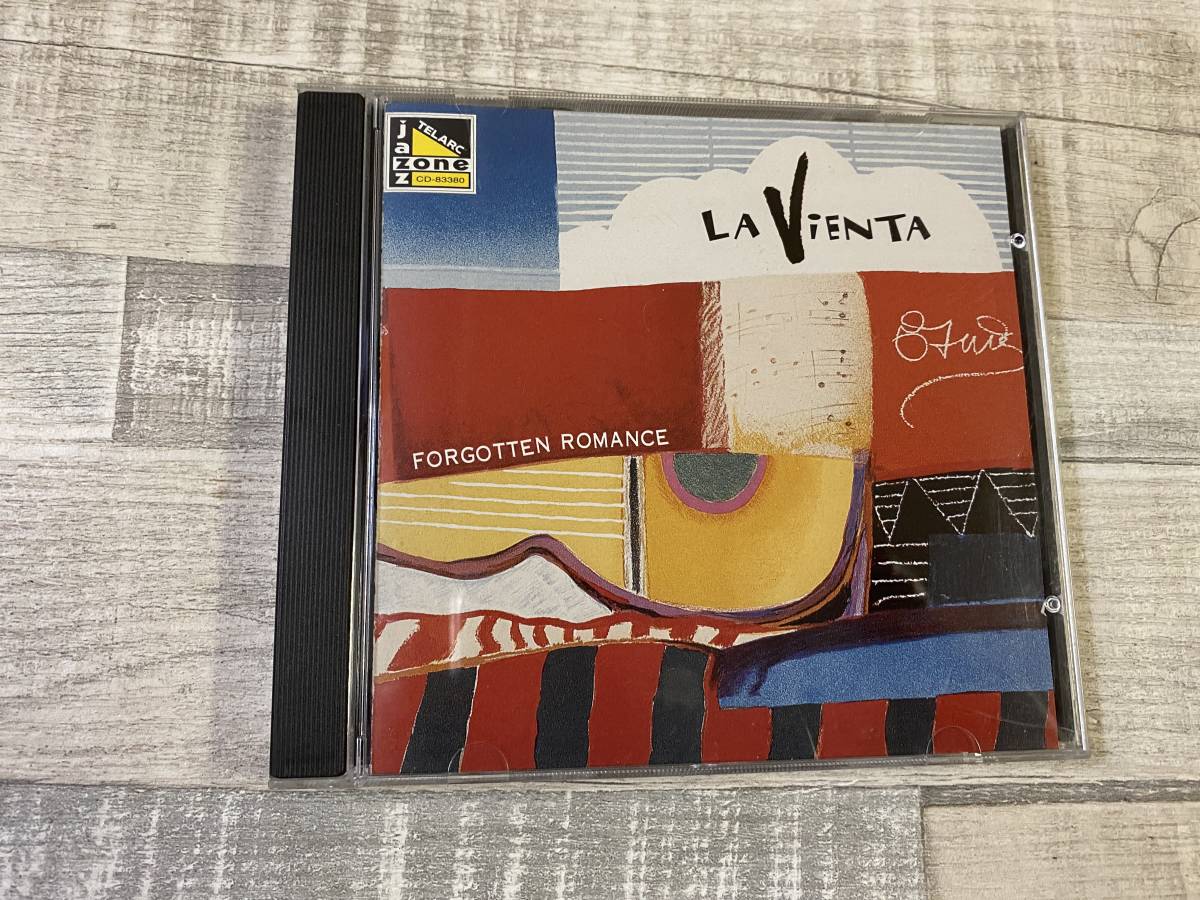 TELARC
jazz
zone
CD-83380
LA ViENTA
FORGOTTEN ROMANCE